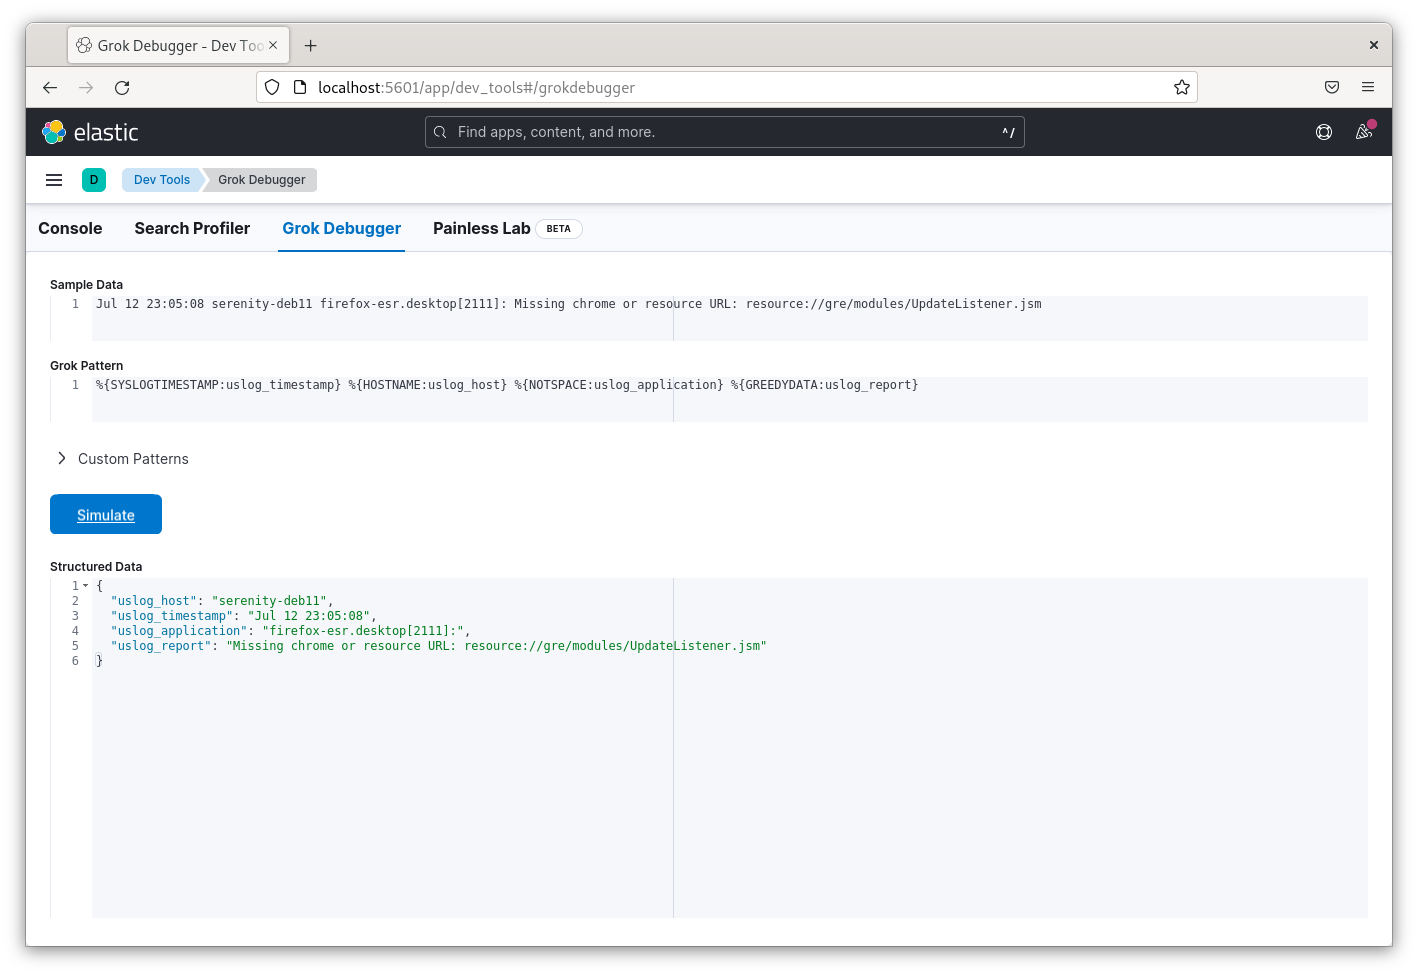 Grok Debugger - Dev Too
localhost:5601/app/dev_tools#/grokdebugger
elastic
Find apps, content, and more.
^/
D
Dev Tools
Grok Debugger
Console
Search Profiler
Grok Debugger
Painless Lab
BETA
Sample Data
1
Jul 12 23:05:08 serenity-deb11 firefox-esr.desktop[2111]: Missing chrome or resource URL: resource://gre/modules/UpdateListener.jsm
Grok Pattern
1
%{SYSLOGTIMESTAMP:uslog_timestamp} %{HOSTNAME:uslog_host} %{NOTSPACE:uslog_application} %{GREEDYDATA:uslog_report}
Custom Patterns
Simulate
Structured Data
1 {
2 "uslog_host": "serenity-deb11",
3 "uslog_timestamp": "Jul 12 23:05:08",
4 "uslog_application": "firefox-esr.desktop[2111]:",
5 "uslog_report": "Missing chrome or resource URL: resource://gre/modules/UpdateListener.jsm"
6 }